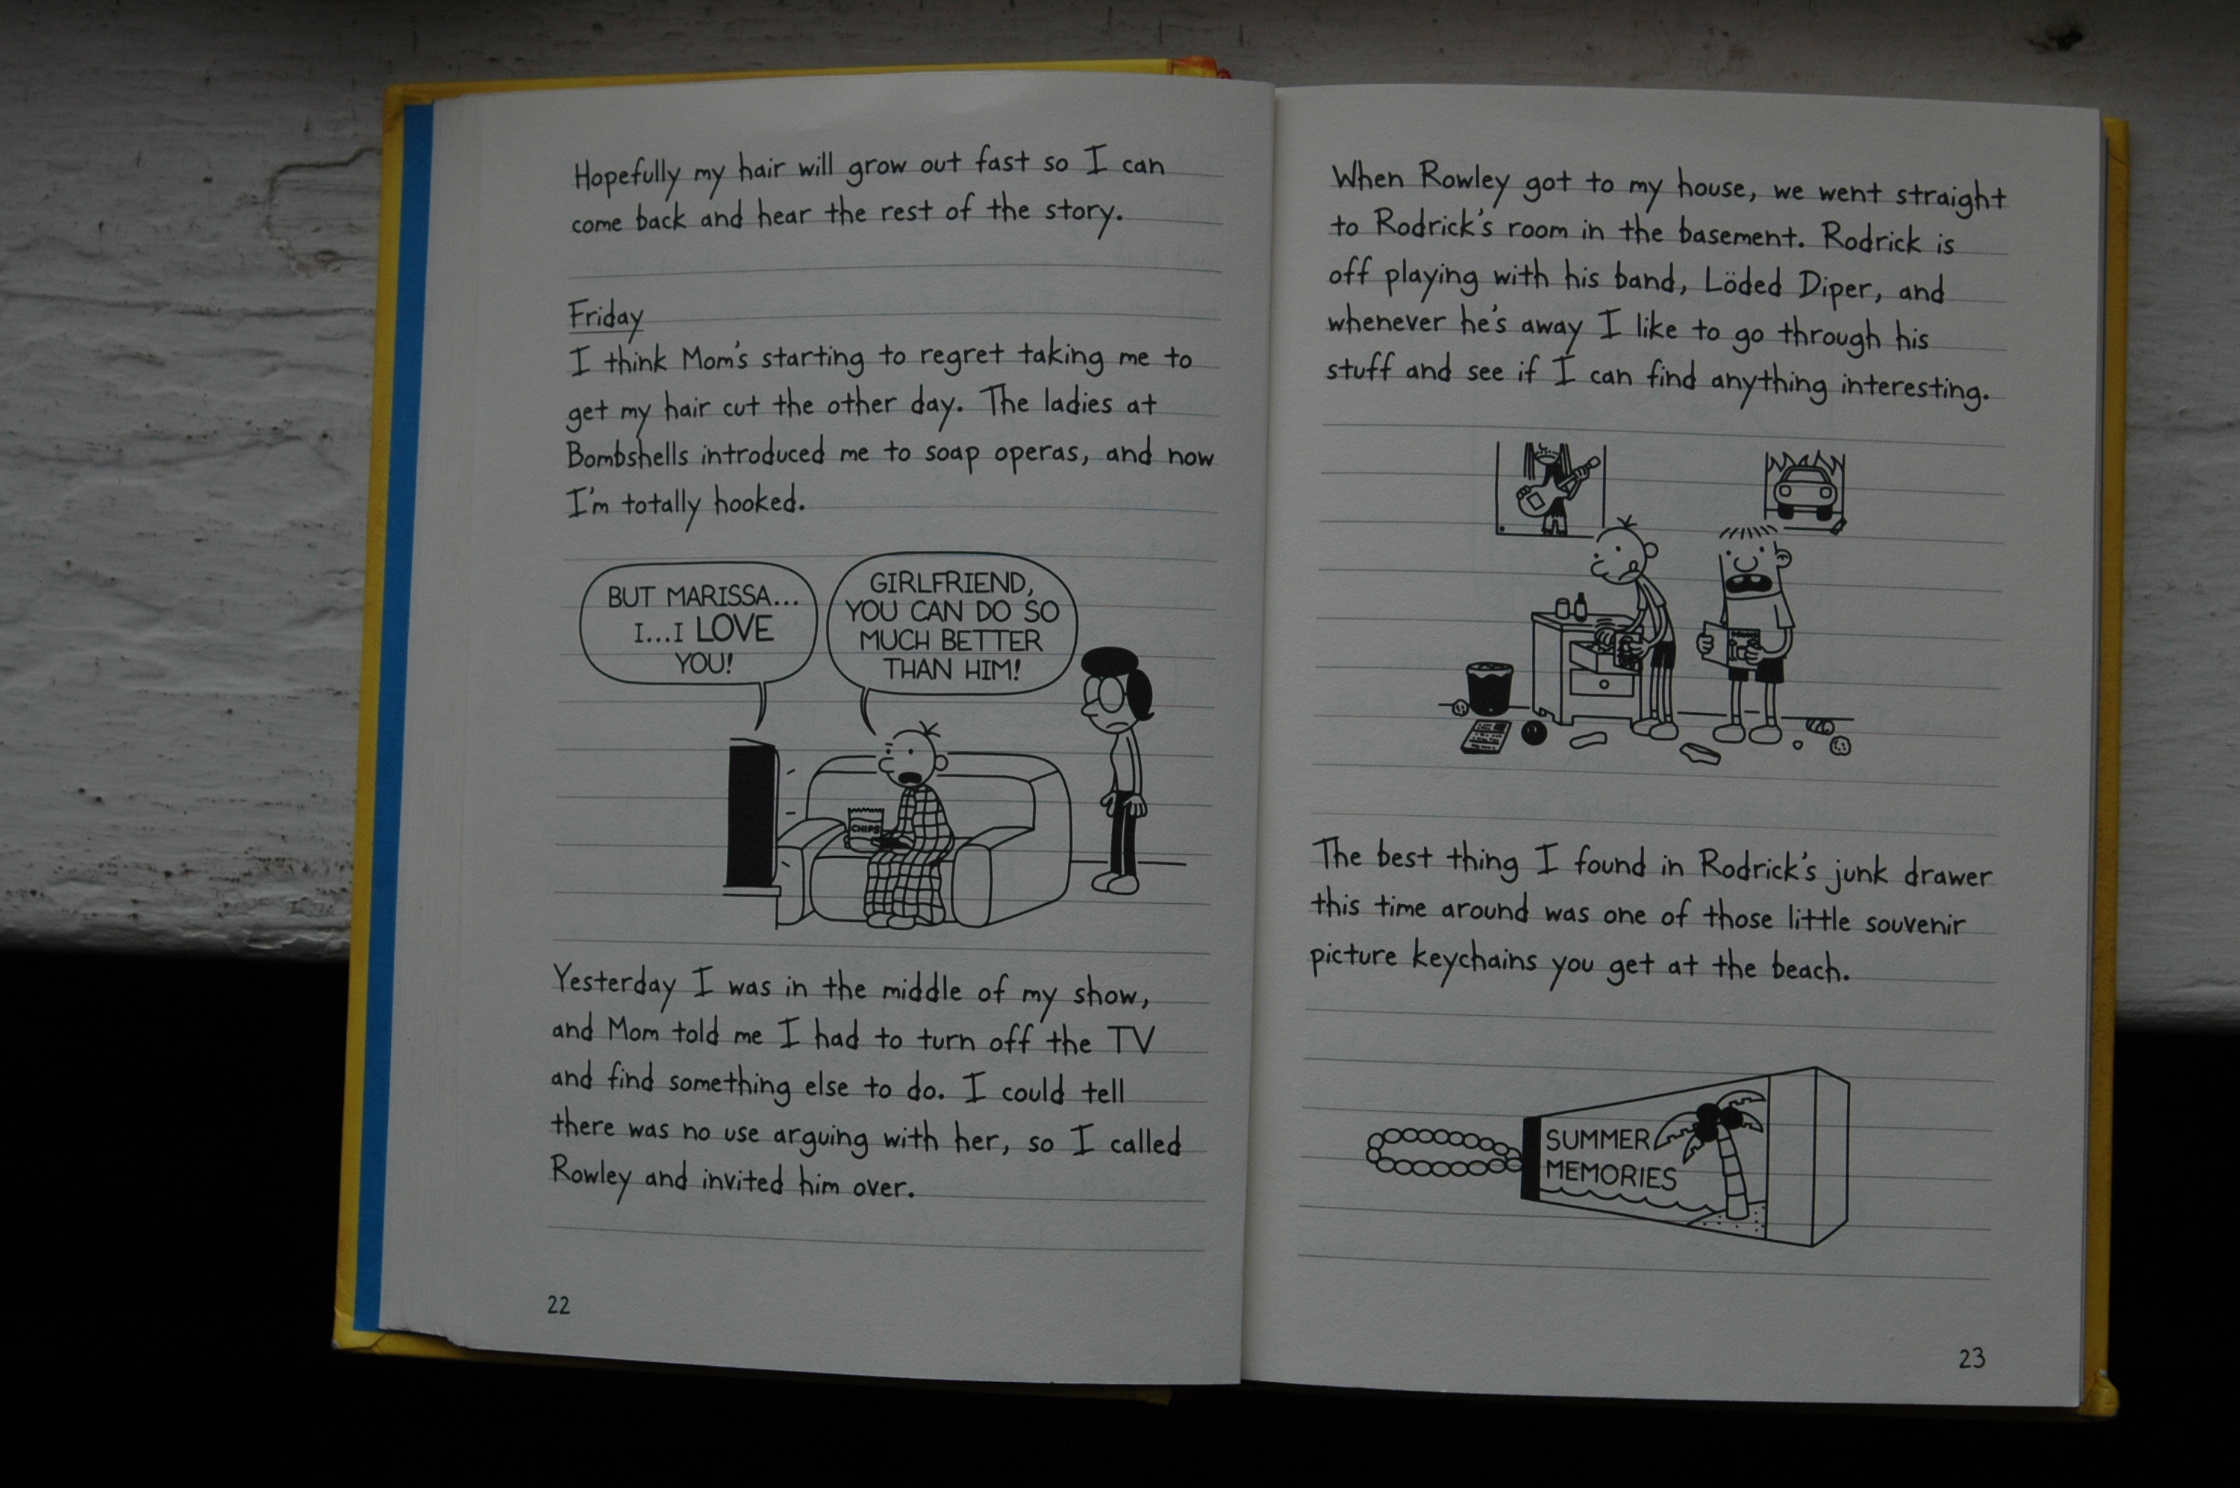 Hopefully my hair will grow out fast so I can
come back and hear the rest of the story.
Friday
I think Mom's starting to regret taking me to
get my hair cut the other day. The ladies at
Bombshells introduced me to soap operas, and now
I'm totally hooked.
BUT MARISSA...
I...I LOVE
YOU!
GIRLFRIEND,
YOU CAN DO SO
MUCH BETTER
THAN HIM!
CHIPS
Yesterday I was in the middle of my show,
and Mom told me I had to turn off the TV
and find something else to do. I could tell
there was no use arguing with her, so I called
Rowley and invited him over.
22
When Rowley got to my house, we went straight
to Rodrick's room in the basement. Rodrick is
off playing with his band, Löded Diper, and
whenever he's away I like to go through his
stuff and see if I can find anything interesting.
The best thing I found in Rodrick's junk drawer
this time around was one of those little souvenir
picture keychains you get at the beach.
SUMMER
MEMORIES
23